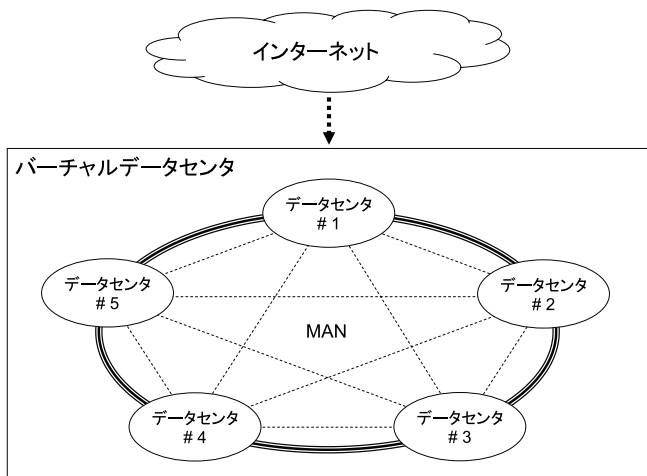 インターネット
バーチャルデータセンタ
データセンタ
# 1
データセンタ
# 5
データセンタ
# 2
MAN
データセンタ
# 4
データセンタ
# 3